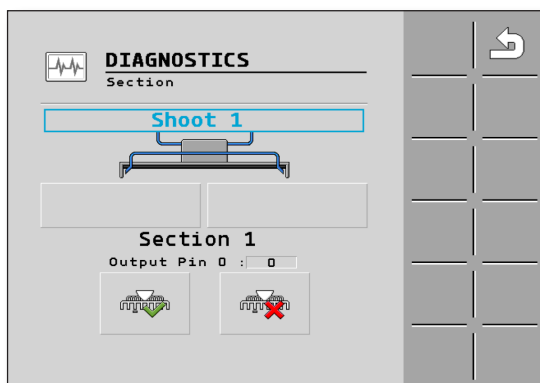 DIAGNOSTICS
Section
Shoot 1
Section 1
Output Pin 0 : 0